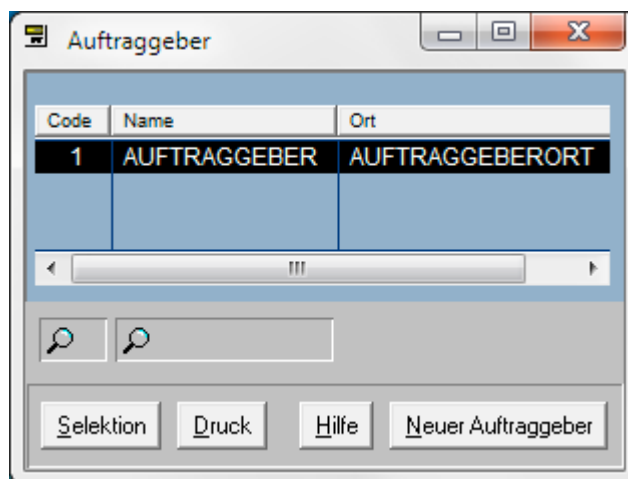 Auftraggeber
Code Name Ort
1 AUFTRAGGEBER AUFTRAGGEBERORT
Selektion Druck Hilfe Neuer Auftraggeber